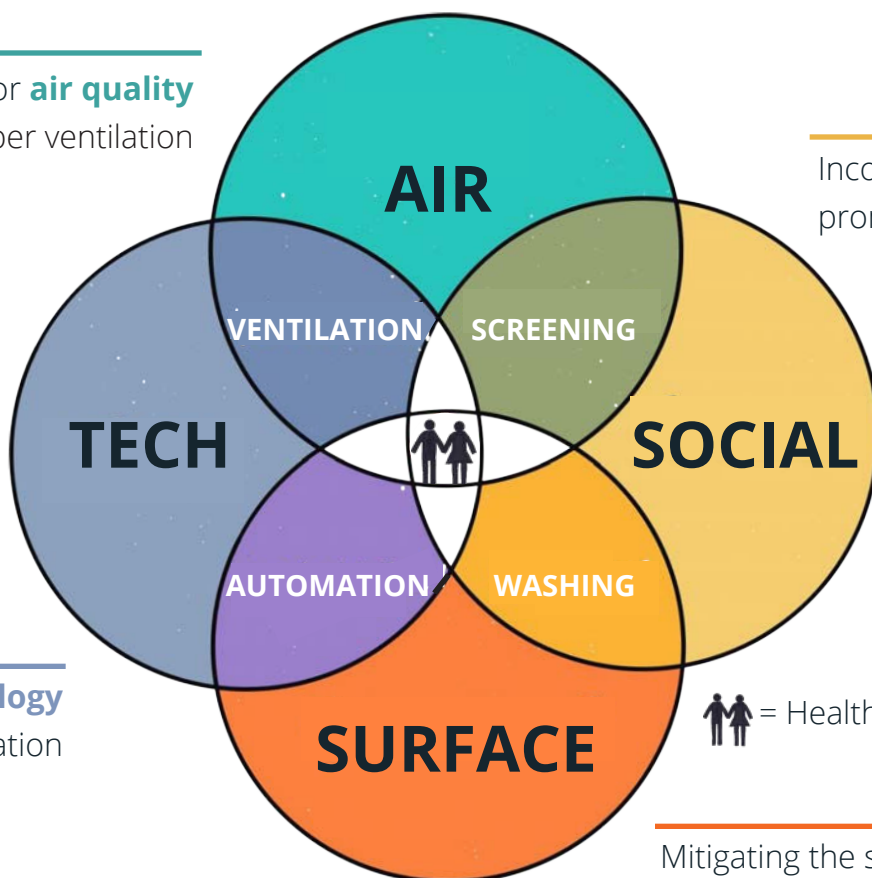 or air quality
per ventilation
AIR
Inco
pror
VENTILATION
SCREENING
TECH
SOCIAL
AUTOMATION
WASHING
logy
ation
= Health
SURFACE
Mitigating the s